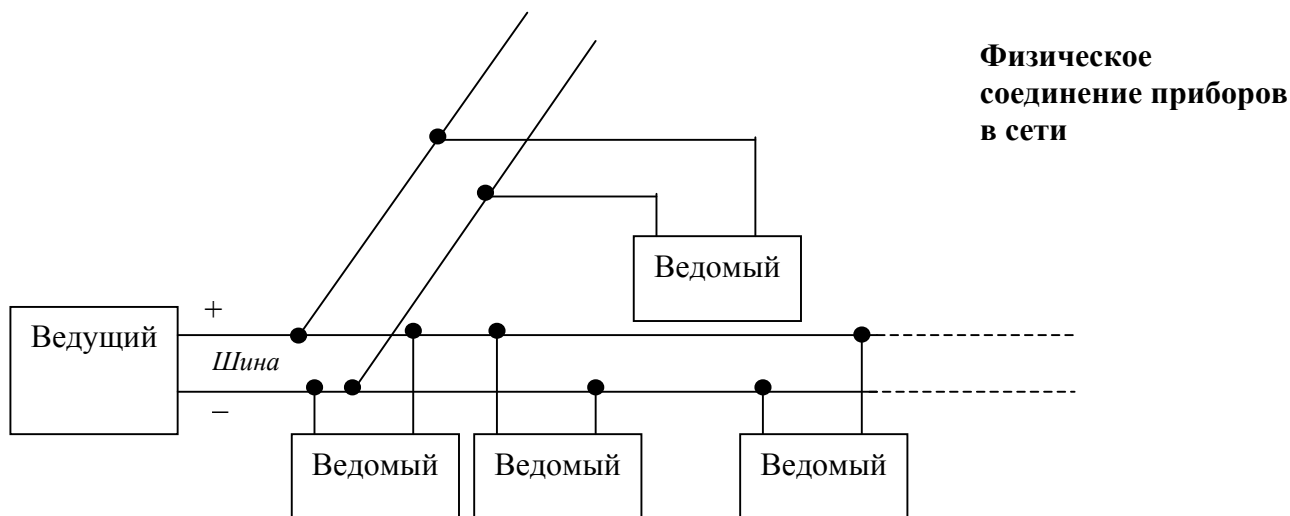 Физическое
соединение приборов
в сети
Ведомый
+
Ведущий
Шина
–
Ведомый
Ведомый
Ведомый